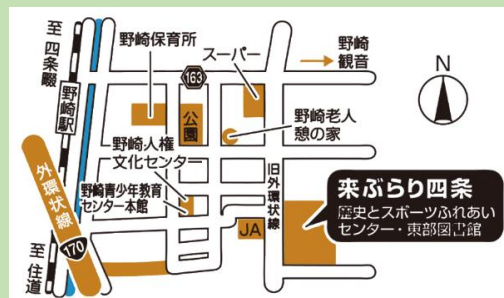 至 四条畷
野崎駅
野崎保育所
163
スーパー
野崎
観音
N
公園
野崎老人
憩の家
野崎人権
文化センター
野崎青少年教育
センター本館
旧外環状線
外環状線
170
JA
来ぶらり四条
歴史とスポーツふれあい
センター・東部図書館
至 住道